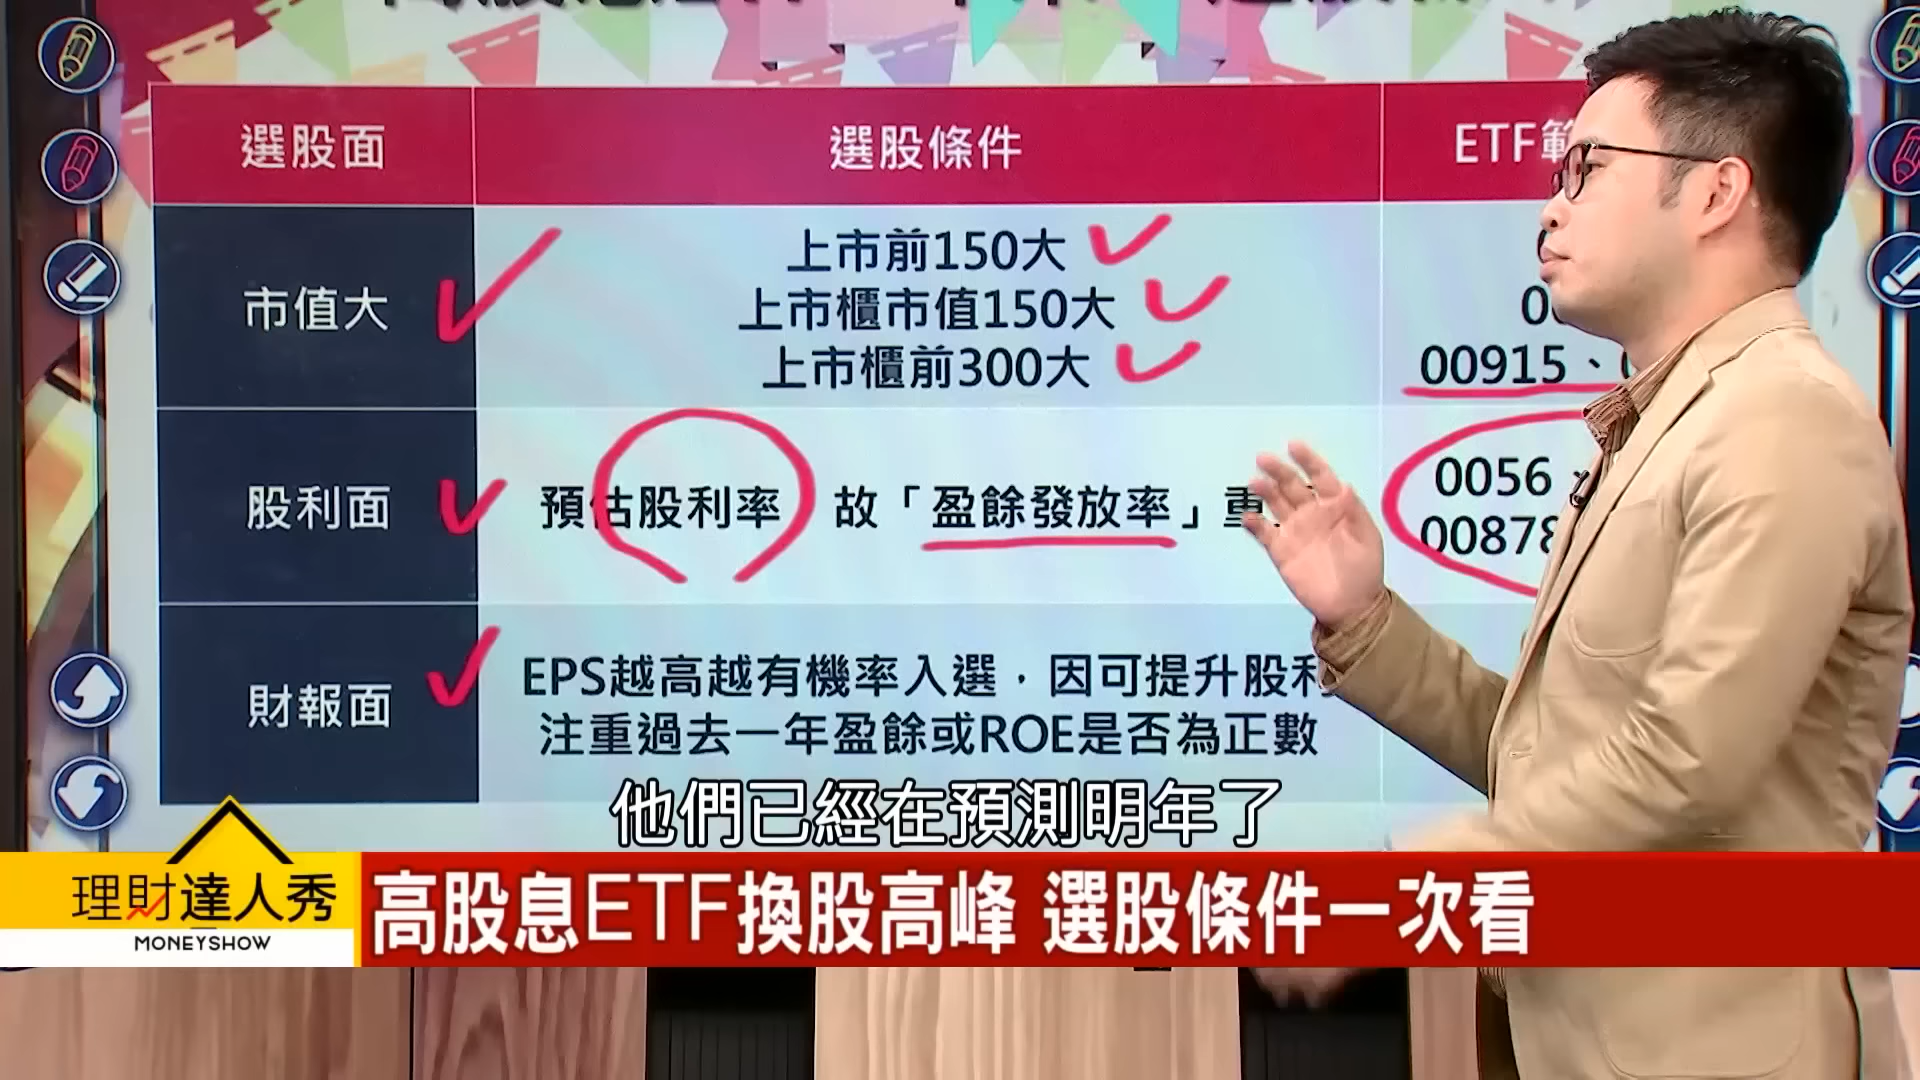 選股面
選股條件
ETF
市值大
上市前150大
上市櫃市值150大
上市櫃前300大
00915、
股利面
預估股利率 故「盈餘發放率」重
0056
00878
財報面
EPS越高越有機率入選,因可提升股利
注重過去一年盈餘或ROE是否為正數
他們已經在預測明年了
理財達人秀
MONEYSHOW
高股息ETF換股高峰 選股條件一次看